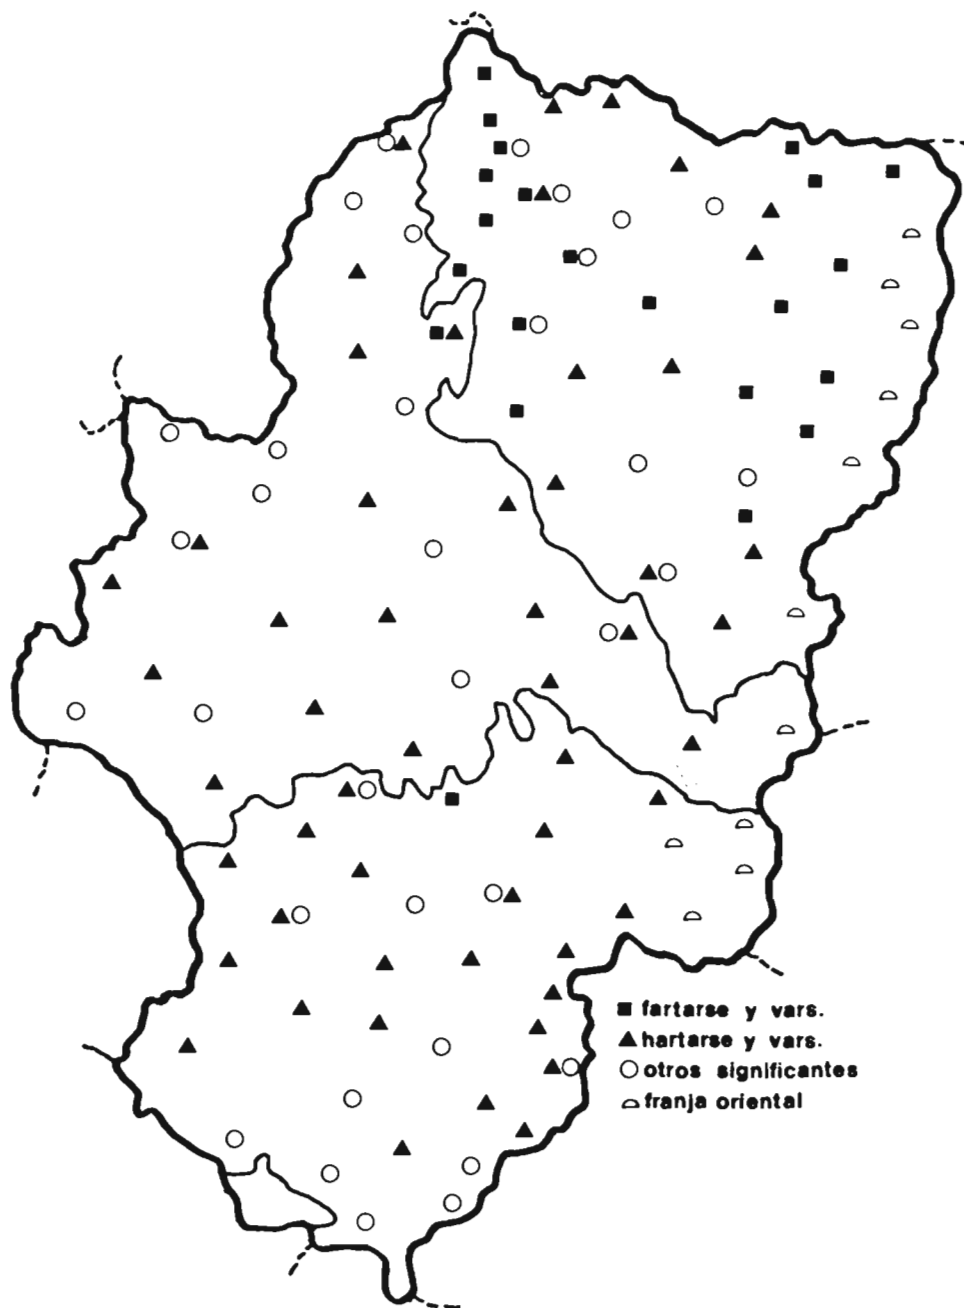 fartarse y vars.
hartarse y vars.
otros significantes
franja oriental